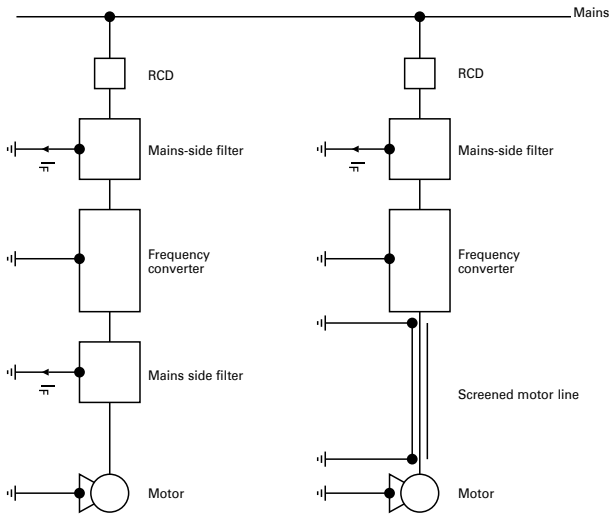 Mains
RCD
RCD
Mains-side filter
Mains-side filter
Frequency
converter
Frequency
converter
Mains side filter
Screened motor line
Motor
Motor